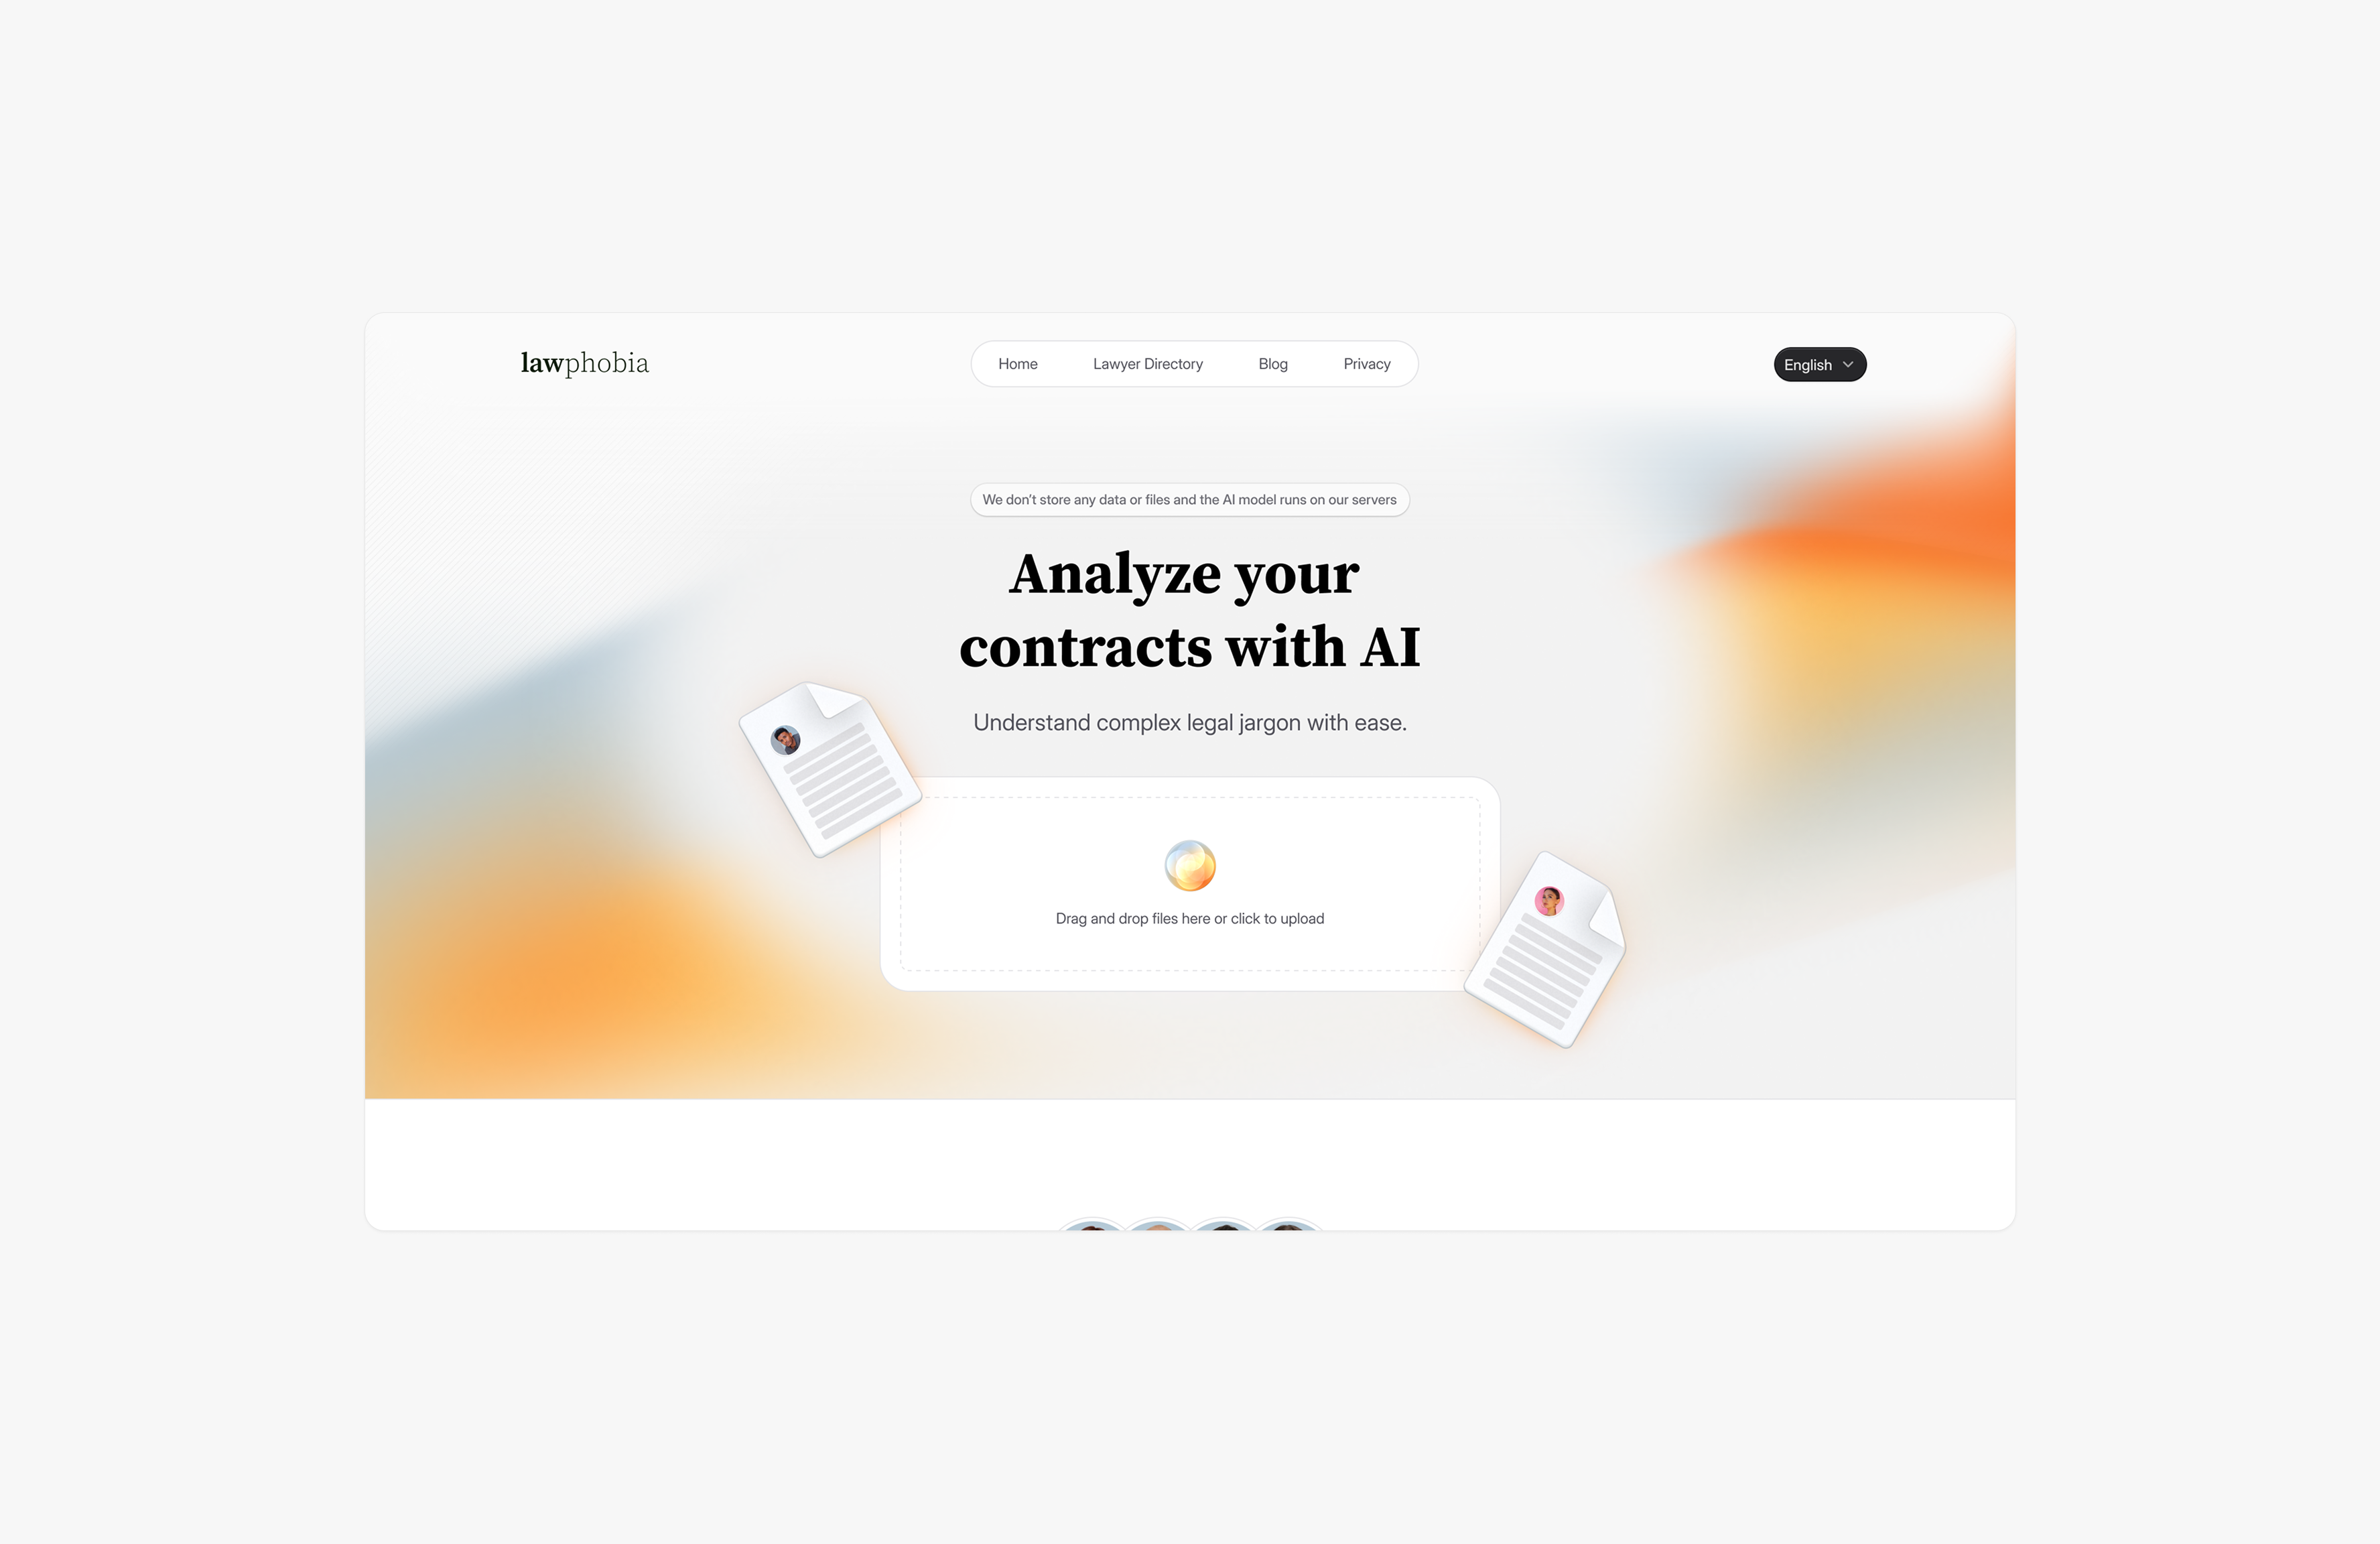 lawphobia
Home Lawyer Directory Blog Privacy
English
We don't store any data or files and the AI model runs on our servers
Analyze your
contracts with AI
Understand complex legal jargon with ease.
Drag and drop files here or click to upload